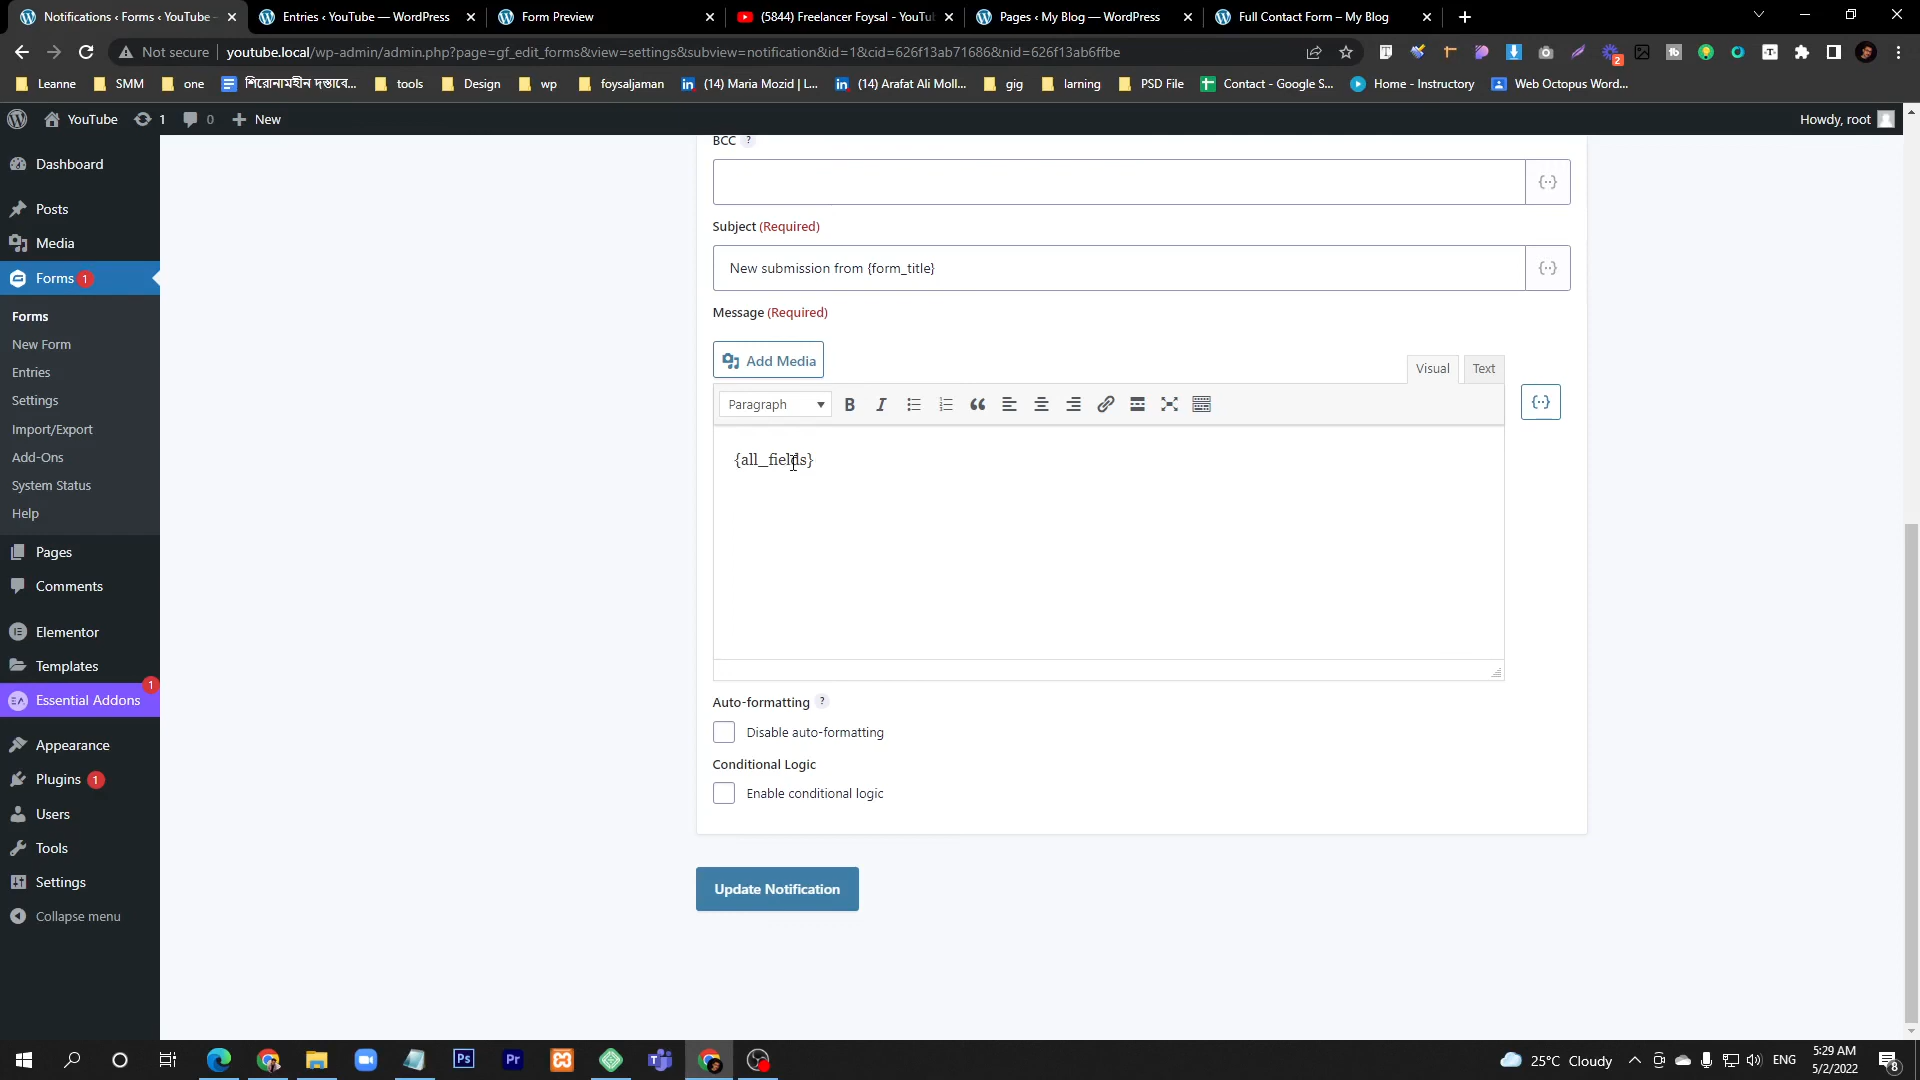 Notifications ‹ Forms ‹ YouTube
Entries ‹ YouTube — WordPress
Form Preview
(5844) Freelancer Foysal - YouTu
Pages ‹ My Blog — WordPress
Full Contact Form – My Blog
Not secure
youtube.local/wp-admin/admin.php?page=gf_edit_forms&view=settings&subview=notification&id=1&cid=626f13ab71686&nid=626f13ab6ffbe
2
Leanne
SMM
one
শিরোনামহীন দস্তাবে...
tools
Design
wp
foysaljaman
(14) Maria Mozid | L...
(14) Arafat Ali Moll...
gig
larning
PSD File
Contact - Google S...
Home - Instructory
Web Octopus Word...
YouTube
1
0
New
Howdy, root
Dashboard
Posts
Media
Forms 1
Forms
New Form
Entries
Settings
Import/Export
Add-Ons
System Status
Help
Pages
Comments
Elementor
Templates
Essential Addons
1
Appearance
Plugins 1
Users
Tools
Settings
Collapse menu
BCC ?
Subject (Required)
New submission from {form_title}
Message (Required)
Add Media
Visual
Text
Paragraph
{all_fields}
Auto-formatting ?
Disable auto-formatting
Conditional Logic
Enable conditional logic
Update Notification
25°C Cloudy
ENG
5:29 AM
5/2/2022
8